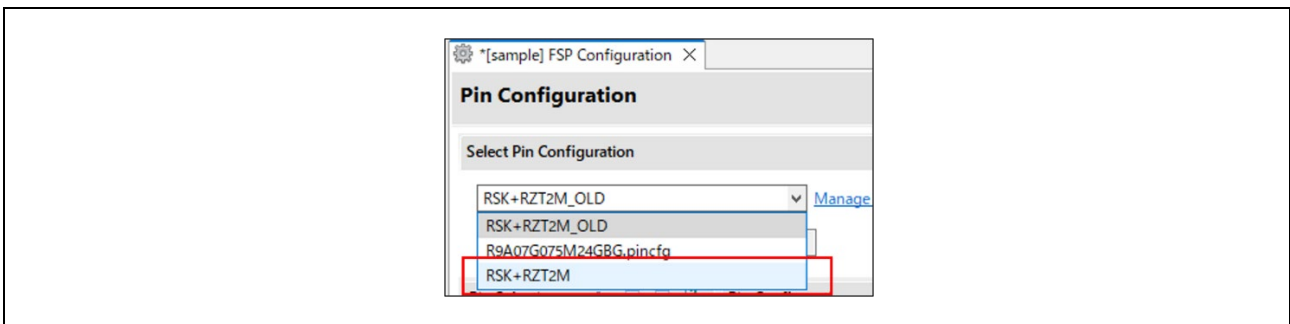 *[sample] FSP Configuration
Pin Configuration
Select Pin Configuration
RSK+RZT2M_OLD
Manage
RSK+RZT2M_OLD
R9A07G075M24GBG.pincfg
RSK+RZT2M